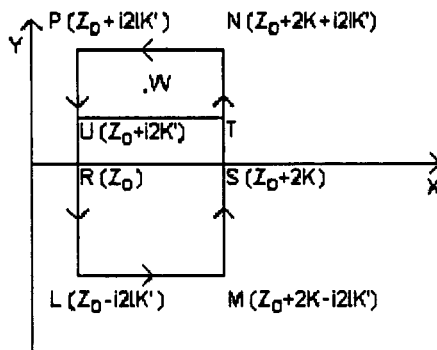 P(Z₀+i2lK') N(Z₀+2K+i2lK')
Y
.W
U(Z₀+i2K') T
R(Z₀) S(Z₀+2K) X
L(Z₀-i2lK') M(Z₀+2K-i2lK')